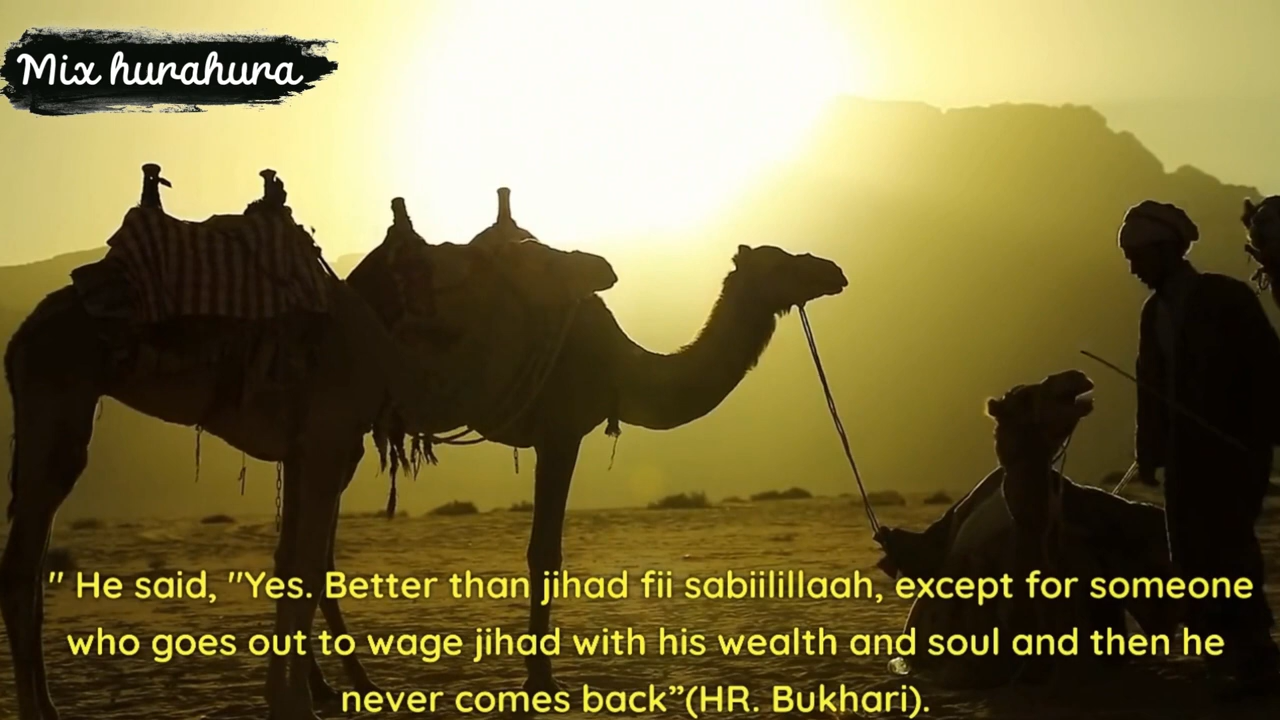 Mix hurahura
" He said, "Yes. Better than jihad fii sabiilillaah, except for someone
who goes out to wage jihad with his wealth and soul and then he
never comes back”(HR. Bukhari).